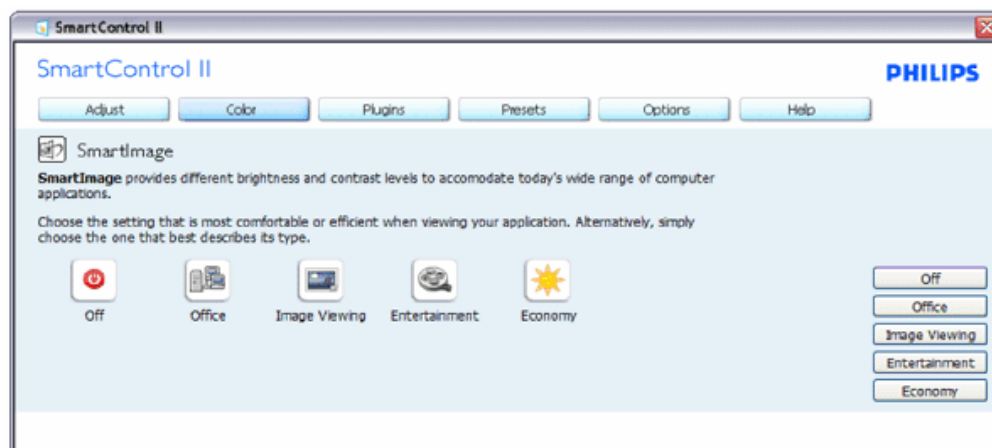 SmartControl II
SmartControl II
PHILIPS
Adjust Color Plugins Presets Options Help
SmartImage
SmartImage provides different brightness and contrast levels to accomodate today's wide range of computer
applications.
Choose the setting that is most comfortable or efficient when viewing your application. Alternatively, simply
choose the one that best describes its type.
Off Office Image Viewing Entertainment Economy
Off
Office
Image Viewing
Entertainment
Economy